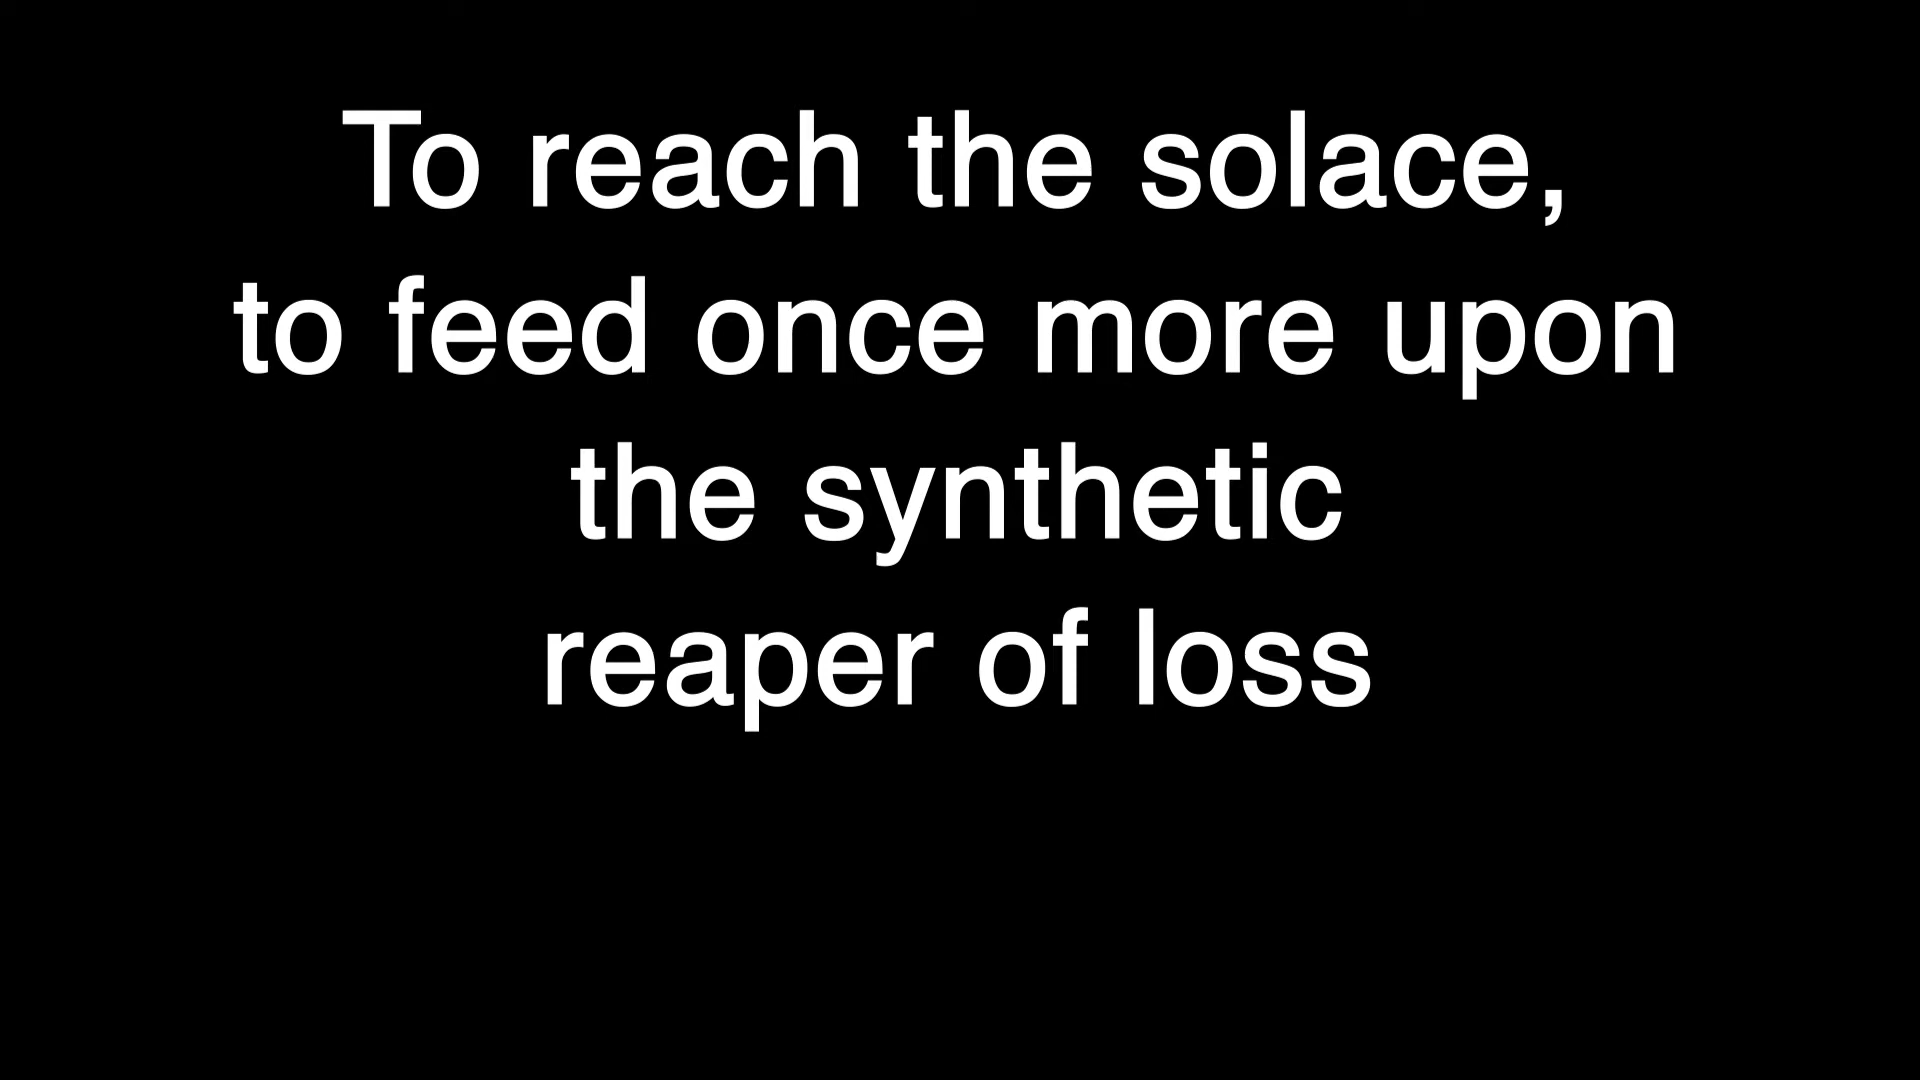 To reach the solace,
to feed once more upon
the synthetic
reaper of loss